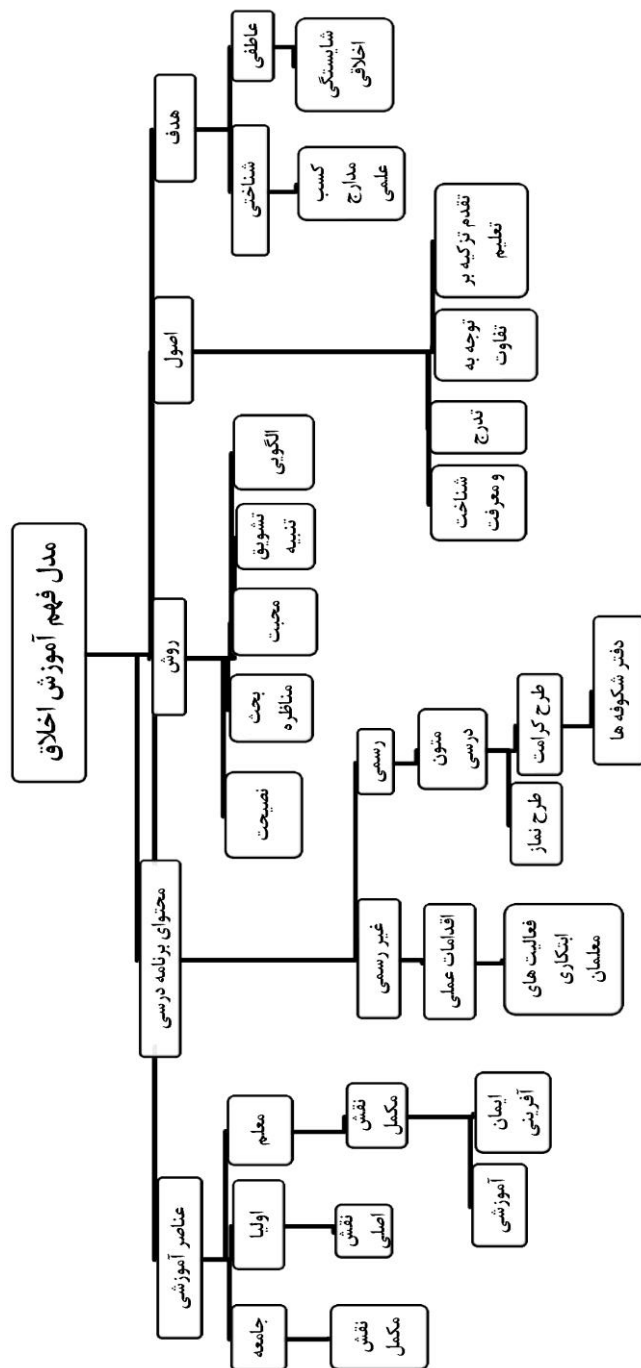 مدل فهم آموزش اخلاق
هدف
اصول
روش
محتوای برنامه درسی
عناصر آموزشی
عاطفی
شناختی
شایستگی
اخلاقی
کسب
مدارج
علمی
تقدم تزکیه بر
تعلیم
توجه به
تفاوت
تدرج
شناخت
و معرفت
الگویی
تشویق
تنبیه
محبت
بحث
مناظره
نصیحت
رسمی
متون
درسی
طرح کرامت
طرح نماز
دفتر شکوفه ها
غیر رسمی
اقدامات عملی
فعالیت های
ابتکاری
معلمان
معلم
نقش
مکمل
ایمان
آفرینی
آموزشی
اولیا
نقش
اصلی
جامعه
نقش
مکمل